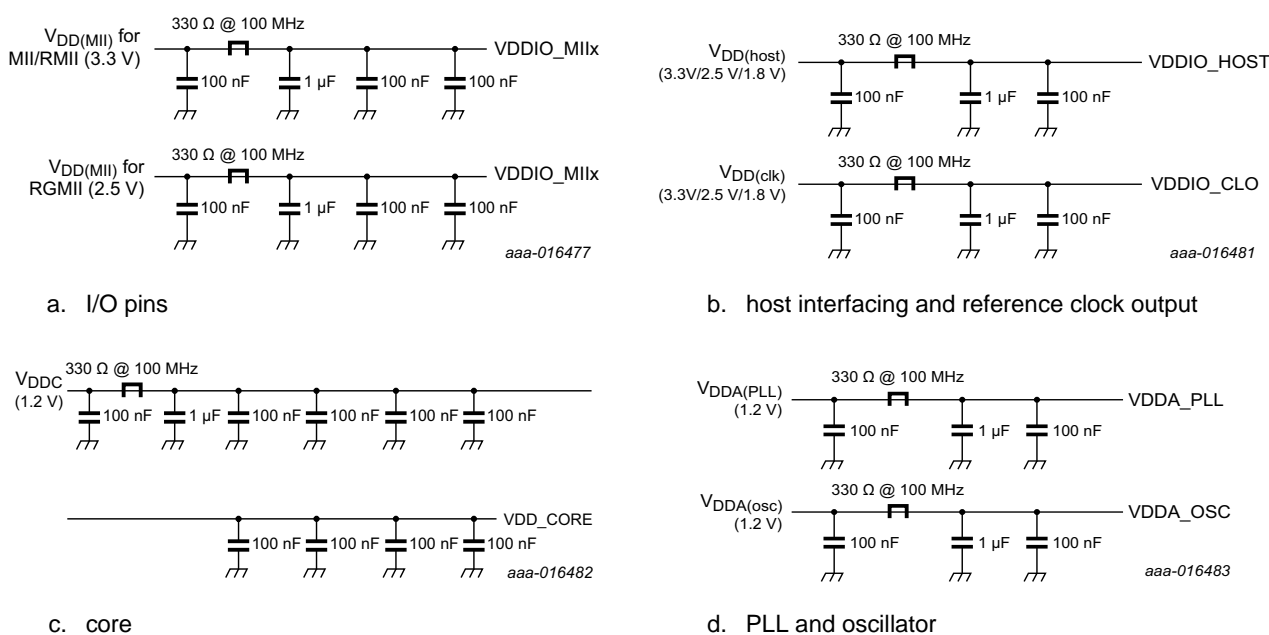 330 Ω @ 100 MHz
VDD(MII) for
MII/RMII (3.3 V)
VDDIO_MIIx
100 nF
1 µF
100 nF
100 nF
330 Ω @ 100 MHz
VDD(MII) for
RGMII (2.5 V)
VDDIO_MIIx
100 nF
1 µF
100 nF
100 nF
aaa-016477
a. I/O pins
330 Ω @ 100 MHz
VDD(host)
(3.3V/2.5 V/1.8 V)
VDDIO_HOST
100 nF
1 µF
100 nF
330 Ω @ 100 MHz
VDD(clk)
(3.3V/2.5 V/1.8 V)
VDDIO_CLO
100 nF
1 µF
100 nF
aaa-016481
b. host interfacing and reference clock output
330 Ω @ 100 MHz
VDDC
(1.2 V)
100 nF
1 µF
100 nF
100 nF
100 nF
100 nF
VDD_CORE
100 nF
100 nF
100 nF
100 nF
aaa-016482
c. core
330 Ω @ 100 MHz
VDDA(PLL)
(1.2 V)
VDDA_PLL
100 nF
1 µF
100 nF
330 Ω @ 100 MHz
VDDA(osc)
(1.2 V)
VDDA_OSC
100 nF
1 µF
100 nF
aaa-016483
d. PLL and oscillator